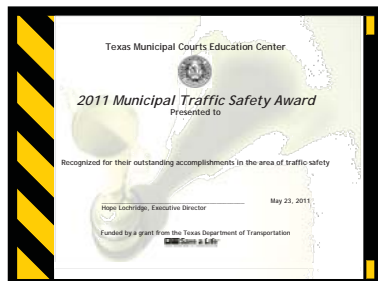 Texas Municipal Courts Education Center
2011 Municipal Traffic Safety Award
Presented to
Recognized for their outstanding accomplishments in the area of traffic safety
May 23, 2011
Hope Lochridge, Executive Director
Funded by a grant from the Texas Department of Transportation
Save a Life